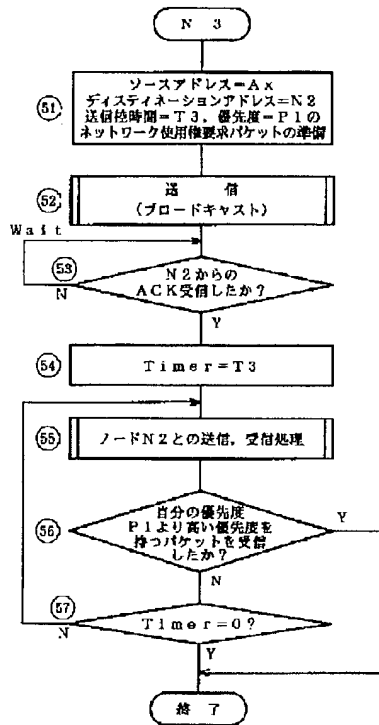 N 3
51
ソースアドレス=Ax
ディスティネーションアドレス=N2
送信控時間=T3, 優先度=P1の
ネットワーク使用権要求パケットの準備
52
送 信
(ブロードキャスト)
Wait
53
N2からの
ACK受信したか?
N
Y
54
Timer=T3
55
ノードN2との送信, 受信処理
56
自分の優先度
P1より高い優先度を
持つパケットを受信
したか?
Y
N
57
Timer=0?
N
Y
終 了